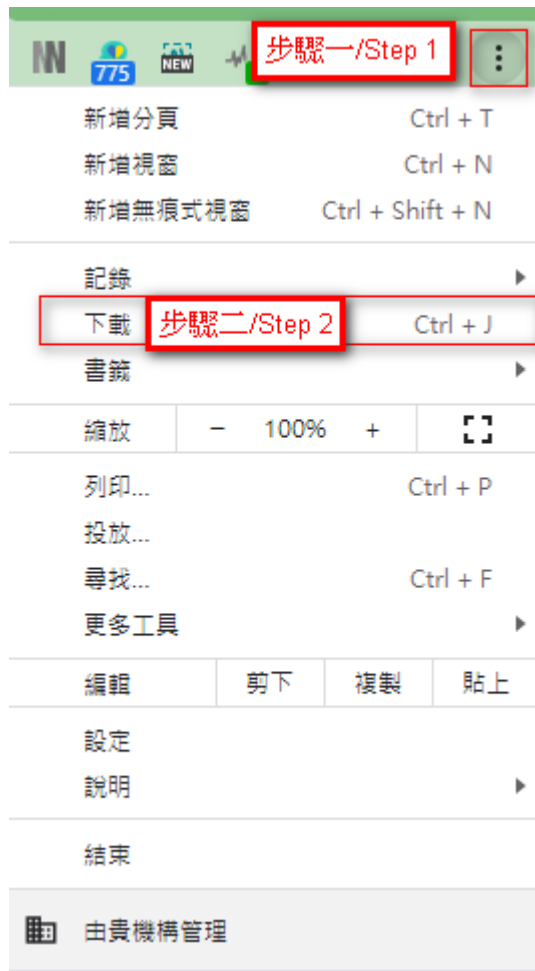 775
NEW
步驟一/Step 1
新增分頁 Ctrl + T
新增視窗 Ctrl + N
新增無痕式視窗 Ctrl + Shift + N
記錄
下載 步驟二/Step 2 Ctrl + J
書籤
縮放 - 100% +
列印... Ctrl + P
投放...
尋找... Ctrl + F
更多工具
編輯 剪下 複製 貼上
設定
說明
結束
由貴機構管理